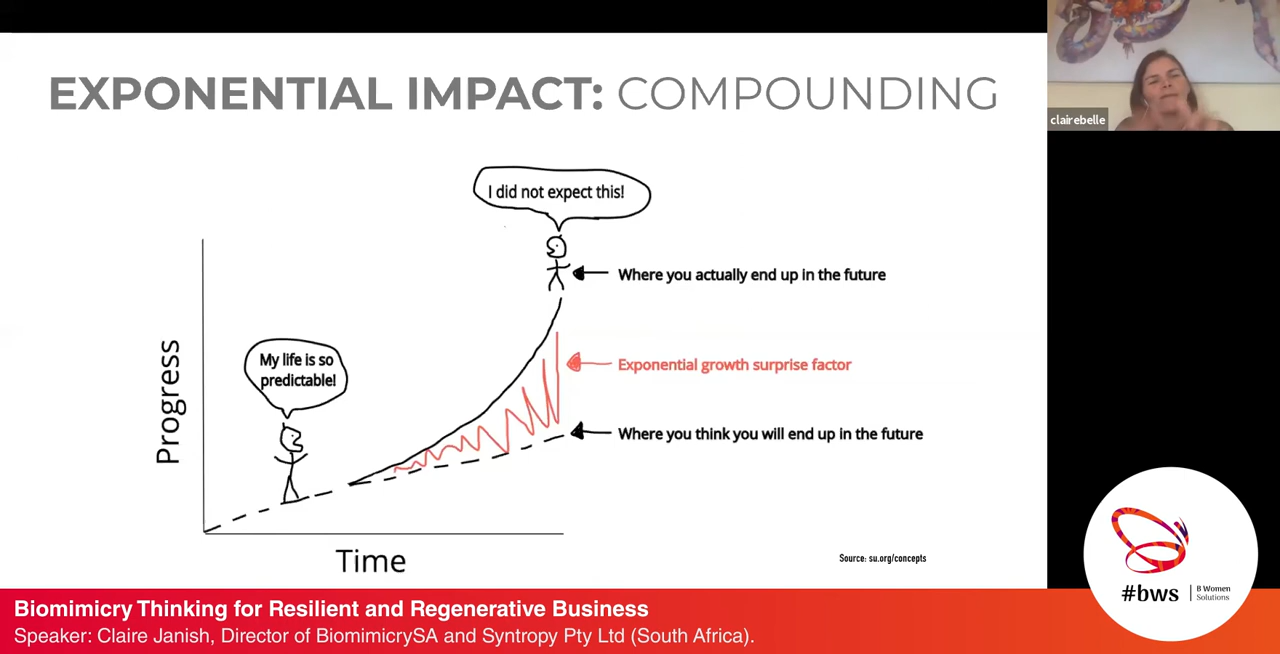 EXPONENTIAL IMPACT: COMPOUNDING
clairebelle
I did not expect this!
Where you actually end up in the future
My life is so
predictable!
Exponential growth surprise factor
Where you think you will end up in the future
Progress
Time
Source: su.org/concepts
#bws
B Women
Solutions
Biomimicry Thinking for Resilient and Regenerative Business
Speaker: Claire Janish, Director of BiomimicrySA and Syntropy Pty Ltd (South Africa).